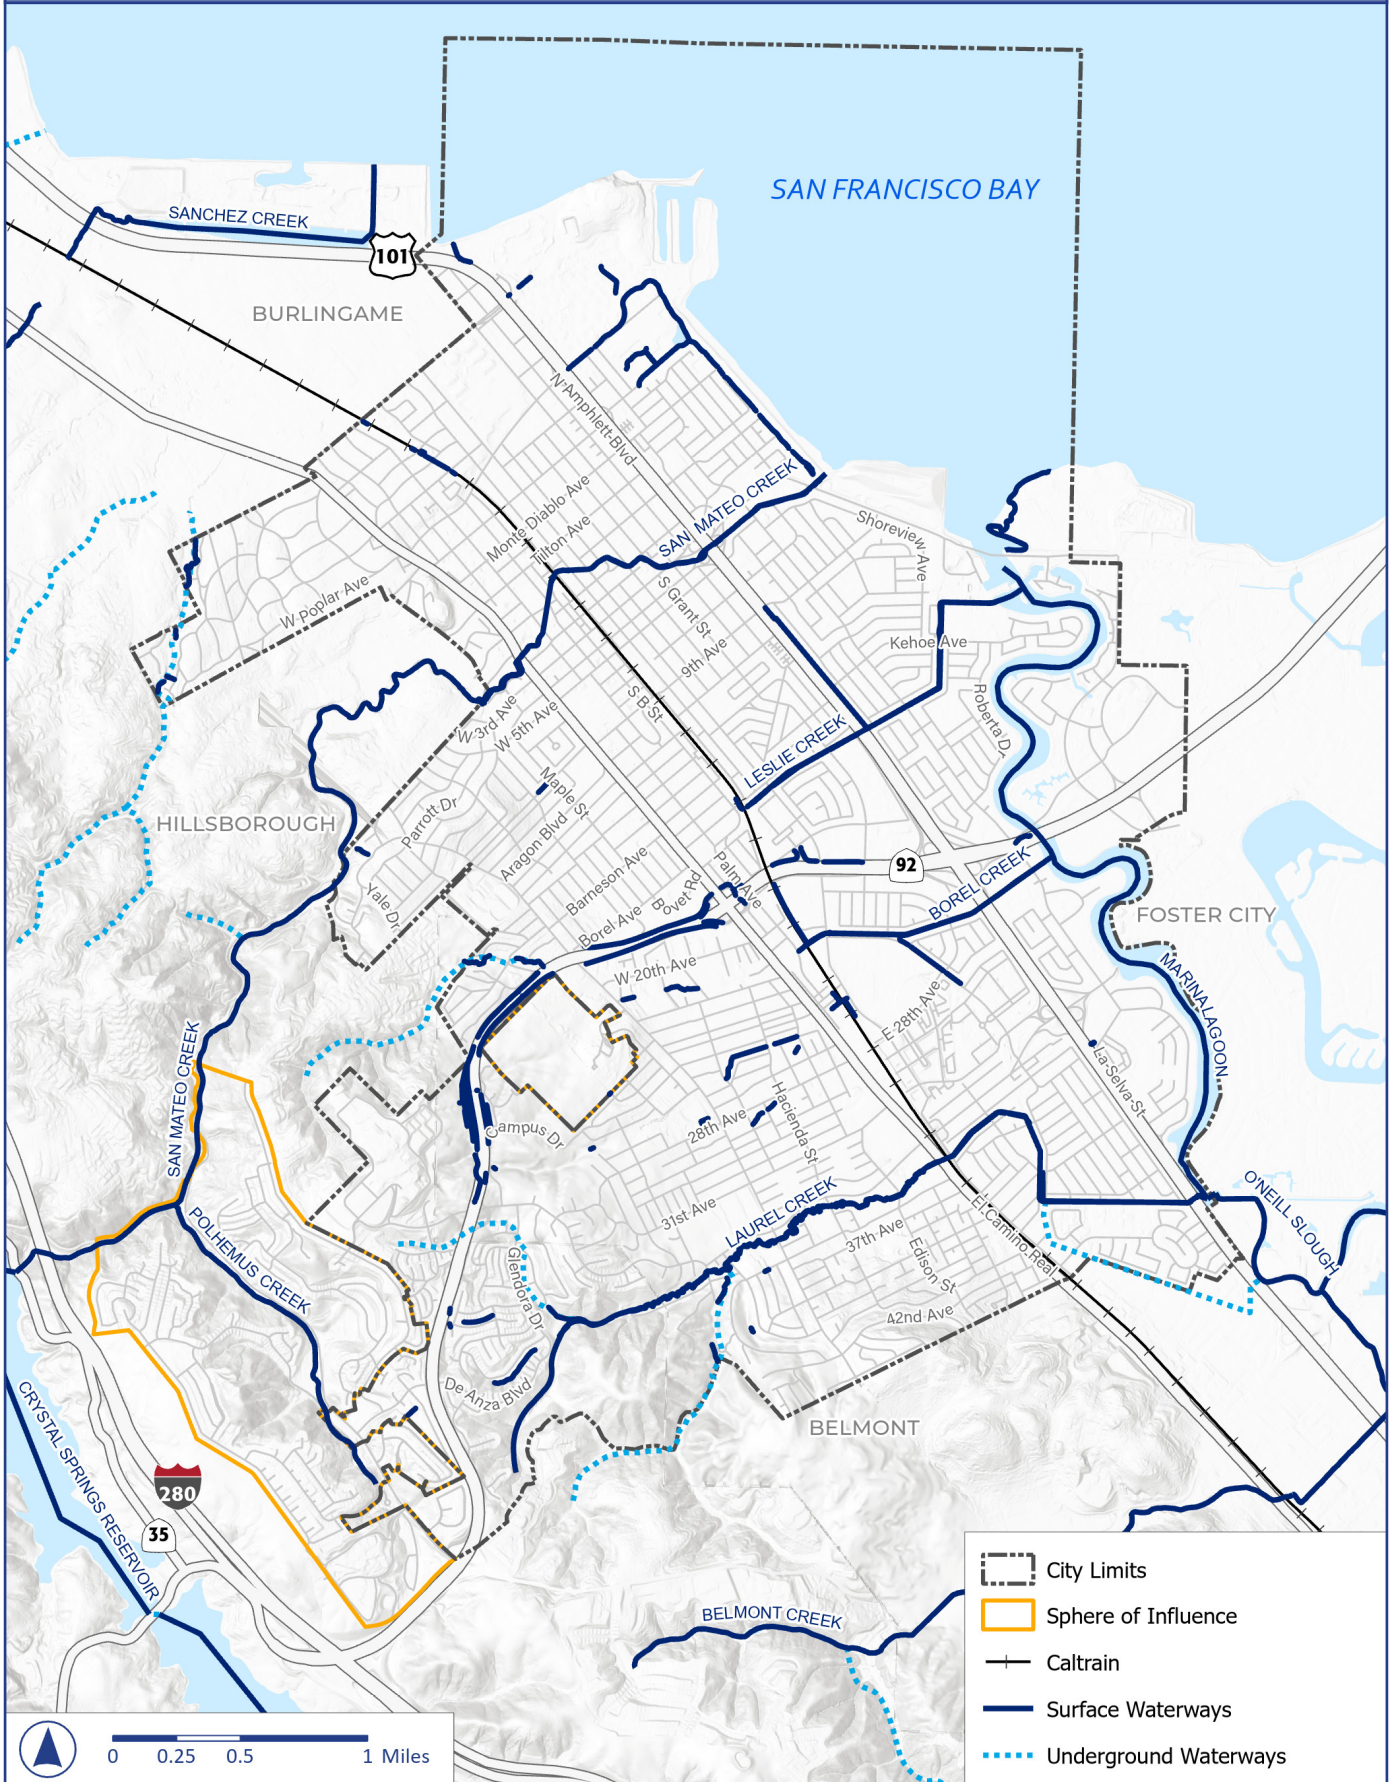 SAN FRANCISCO BAY
SANCHEZ CREEK
101
BURLINGAME
N Amphlett Blvd
SAN MATEO CREEK
Monte Diablo Ave
Tilton Ave
Shoreview Ave
W Poplar Ave
S Grant St
9th Ave
Kehoe Ave
S B St
Roberta Dr
W 3rd Ave
W 5th Ave
LESLIE CREEK
Maple St
Parrott Dr
HILLSBOROUGH
Aragon Blvd
92
Barneson Ave
Palm Ave
BOREL CREEK
Yale Dr
Bovet Rd
Borel Ave
FOSTER CITY
W 20th Ave
MARINA LAGOON
E 28th Ave
SAN MATEO CREEK
La Selva St
Hacienda St
Campus Dr
28th Ave
O'NEILL SLOUGH
31st Ave
LAUREL CREEK
POLHEMUS CREEK
37th Ave
El Camino Real
Glendora Dr
Edison St
42nd Ave
De Anza Blvd
CRYSTAL SPRINGS RESERVOIR
BELMONT
280
35
BELMONT CREEK
City Limits
Sphere of Influence
Caltrain
Surface Waterways
Underground Waterways
0 0.25 0.5 1 Miles